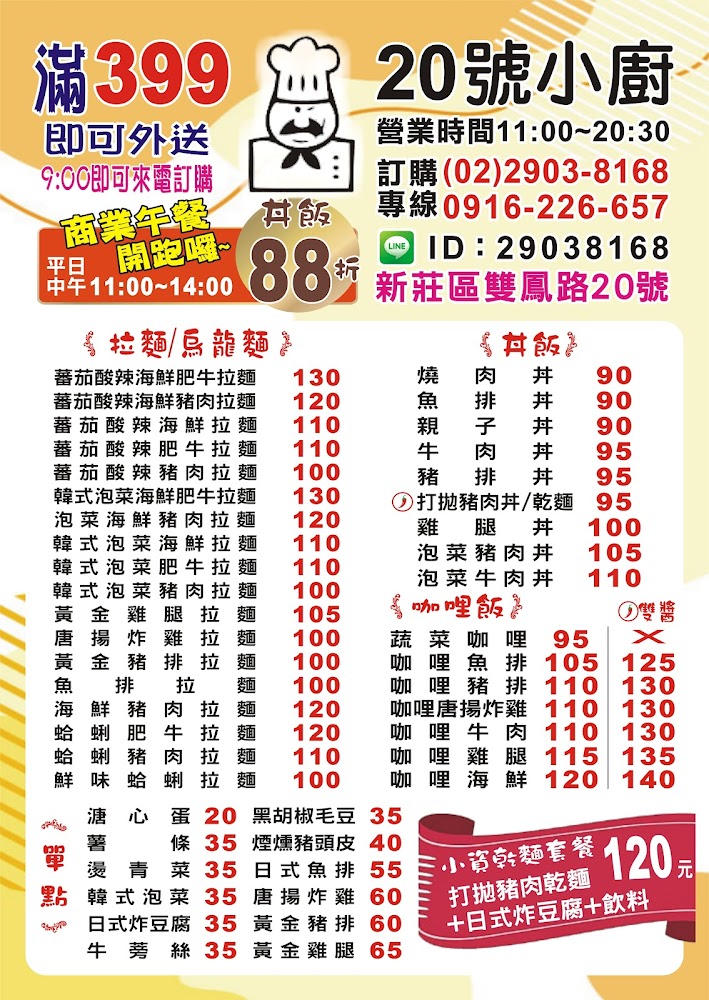 滿399
即可外送
9:00即可來電訂購
商業午餐
開跑囉~
平日
中午11:00~14:00
丼飯
88折
20號小廚
營業時間11:00~20:30
訂購專線
(02)2903-8168
0916-226-657
LINE ID：29038168
新莊區雙鳳路20號
拉麵/烏龍麵
蕃茄酸辣海鮮肥牛拉麵 130
蕃茄酸辣海鮮豬肉拉麵 120
蕃茄酸辣海鮮拉麵 110
蕃茄酸辣肥牛拉麵 110
蕃茄酸辣豬肉拉麵 100
韓式泡菜海鮮肥牛拉麵 130
泡菜海鮮豬肉拉麵 120
韓式泡菜海鮮拉麵 110
韓式泡菜肥牛拉麵 110
韓式泡菜豬肉拉麵 100
黃金雞腿拉麵 105
唐揚炸雞拉麵 100
黃金豬排拉麵 100
魚排拉麵 100
海鮮豬肉拉麵 120
蛤蜊肥牛拉麵 120
蛤蜊豬肉拉麵 110
鮮味蛤蜊拉麵 100
丼飯
燒肉丼 90
魚排丼 90
親子丼 90
牛肉丼 95
豬排丼 95
打拋豬肉丼/乾麵 95
雞腿丼 100
泡菜豬肉丼 105
泡菜牛肉丼 110
咖哩飯 雙醬
蔬菜咖哩 95 ×
咖哩魚排 105 125
咖哩豬排 110 130
咖哩唐揚炸雞 110 130
咖哩牛肉 110 130
咖哩雞腿 115 135
咖哩海鮮 120 140
單點
溏心蛋 20 黑胡椒毛豆 35
薯條 35 煙燻豬頭皮 40
燙青菜 35 日式魚排 55
韓式泡菜 35 唐揚炸雞 60
日式炸豆腐 35 黃金豬排 60
牛蒡絲 35 黃金雞腿 65
小資乾麵套餐 120元
打拋豬肉乾麵
+日式炸豆腐+飲料